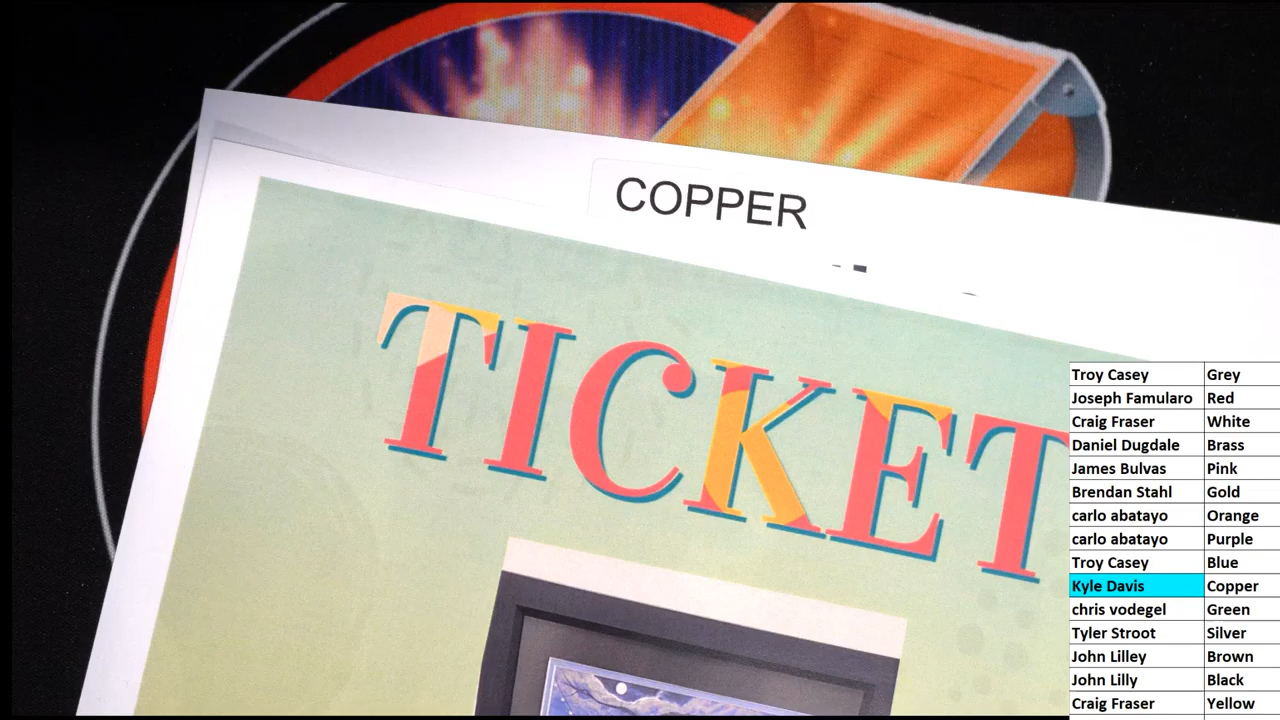 COPPER
TICKET
Troy Casey Grey
Joseph Famularo Red
Craig Fraser White
Daniel Dugdale Brass
James Bulvas Pink
Brendan Stahl Gold
carlo abatayo Orange
carlo abatayo Purple
Troy Casey Blue
Kyle Davis Copper
chris vodegel Green
Tyler Stroot Silver
John Lilley Brown
John Lilly Black
Craig Fraser Yellow